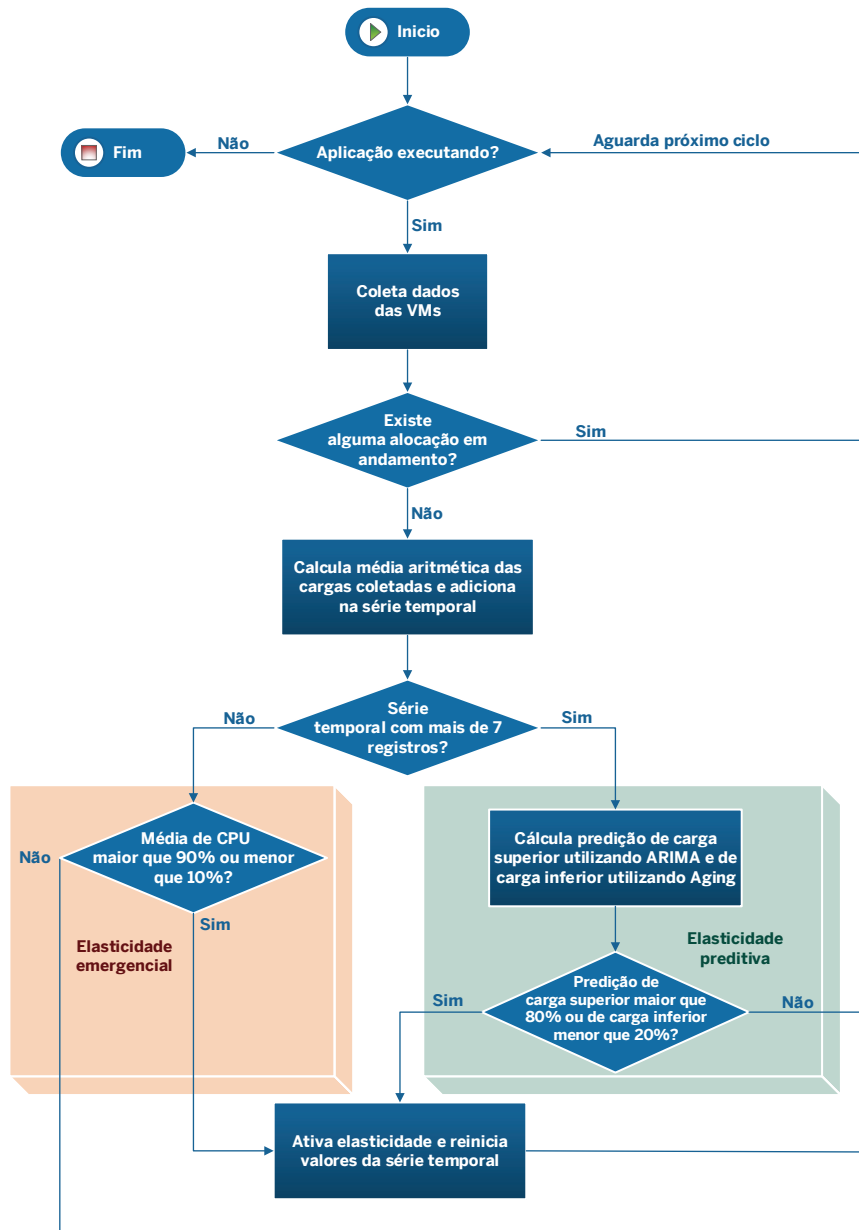 Inicio
Não
Fim
Aplicação executando?
Aguarda próximo ciclo
Sim
Coleta dados
das VMs
Existe
alguma alocação em
andamento?
Sim
Não
Calcula média aritmética das
cargas coletadas e adiciona
na série temporal
Não
Série
temporal com mais de 7
registros?
Sim
Não
Média de CPU
maior que 90% ou menor
que 10%?
Sim
Elasticidade
emergencial
Cálcula predição de carga
superior utilizando ARIMA e de
carga inferior utilizando Aging
Elasticidade
preditiva
Sim
Predição de
carga superior maior que
80% ou de carga inferior
menor que 20%?
Não
Ativa elasticidade e reinicia
valores da série temporal